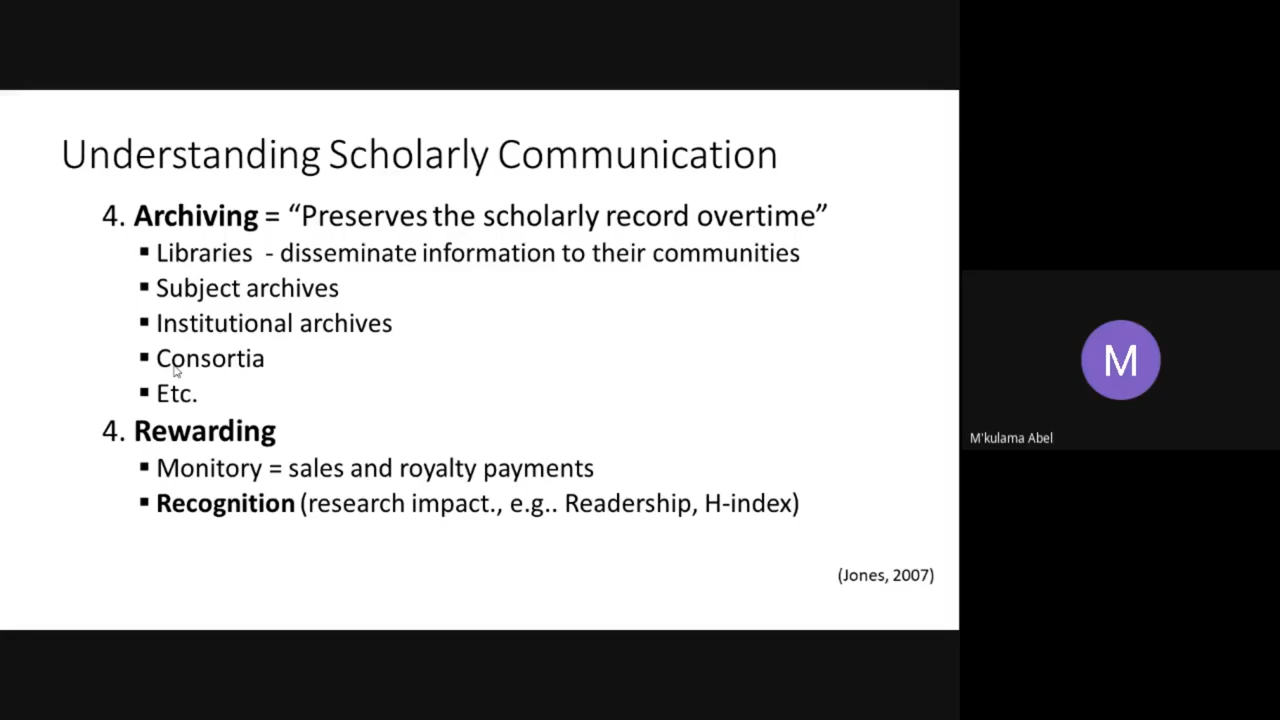 Understanding Scholarly Communication
4. Archiving = “Preserves the scholarly record overtime”
▪ Libraries - disseminate information to their communities
▪ Subject archives
▪ Institutional archives
▪ Consortia
▪ Etc.
4. Rewarding
▪ Monitory = sales and royalty payments
▪ Recognition (research impact., e.g.. Readership, H-index)
(Jones, 2007)
M
M'kulama Abel